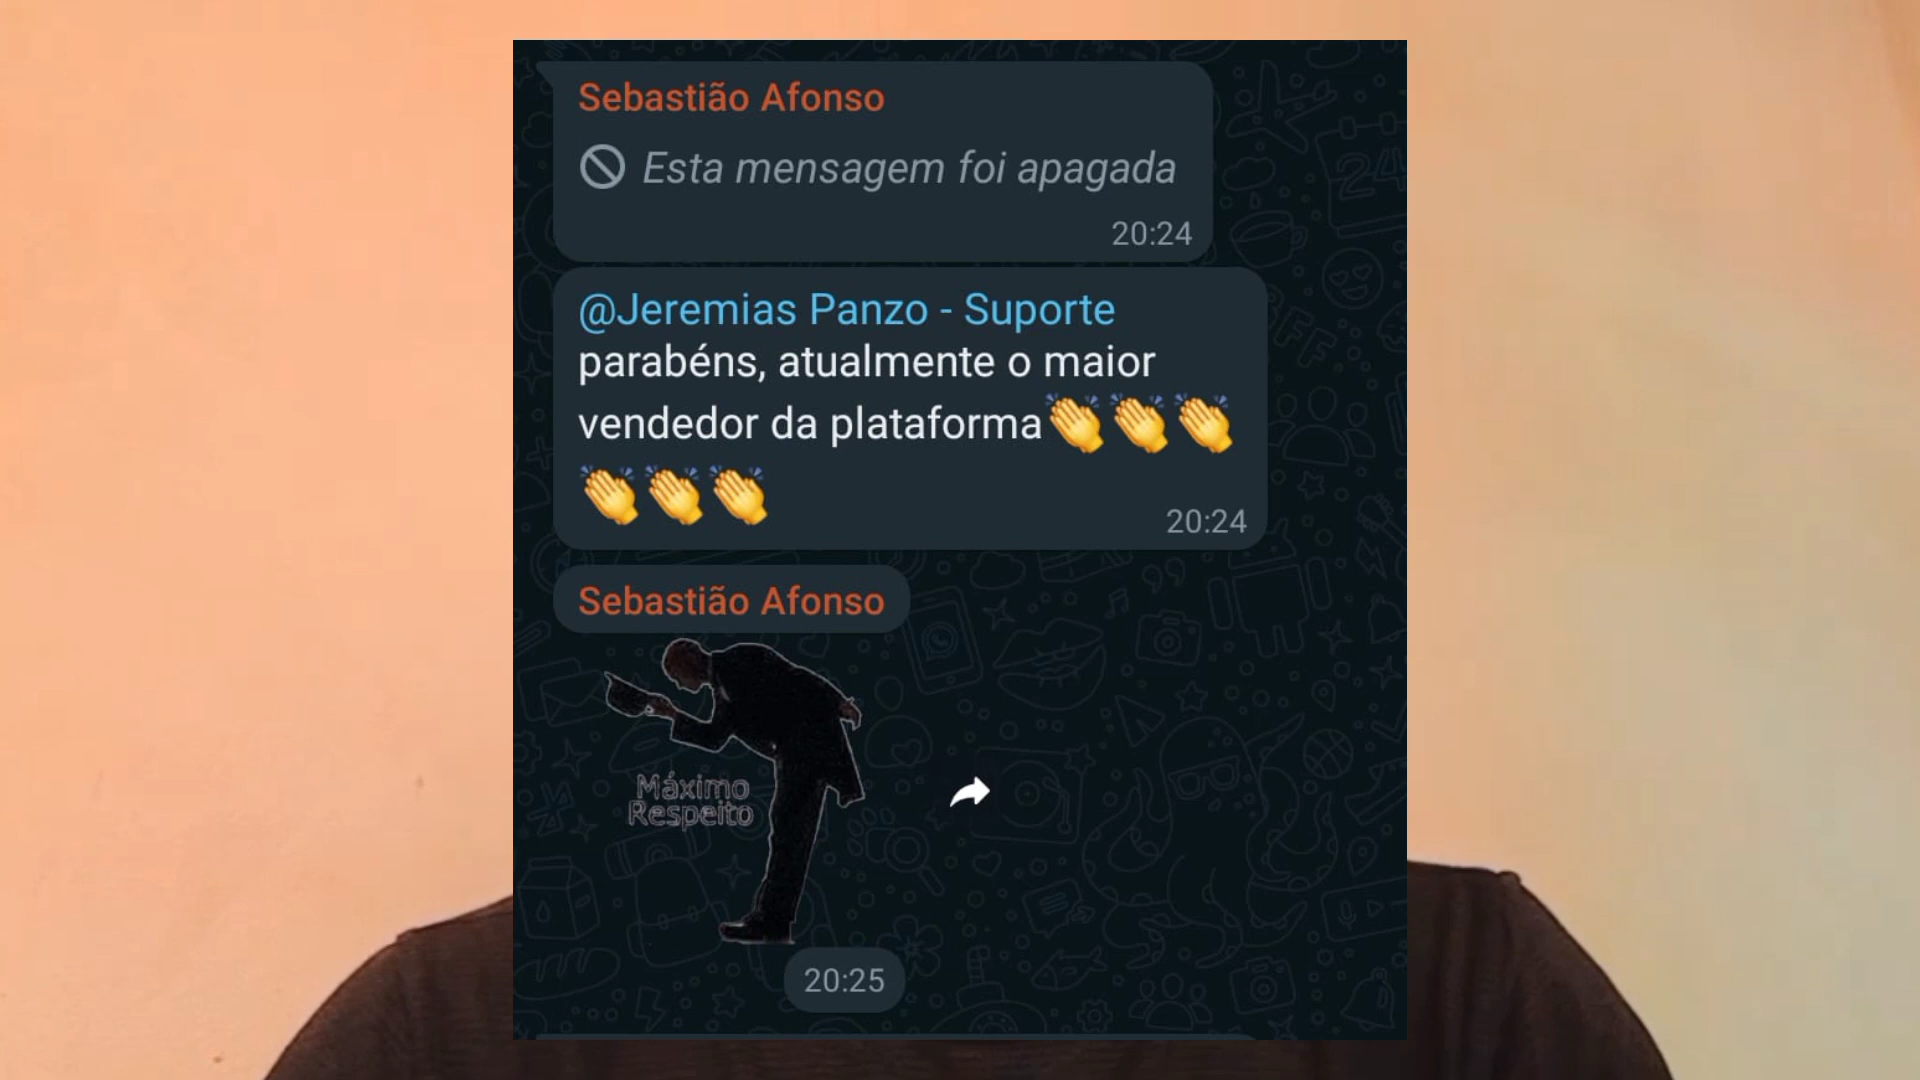 Sebastião Afonso
Esta mensagem foi apagada
20:24
@Jeremias Panzo - Suporte
parabéns, atualmente o maior
vendedor da plataforma👏👏👏
👏👏👏
20:24
Sebastião Afonso
Máximo
Respeito
20:25